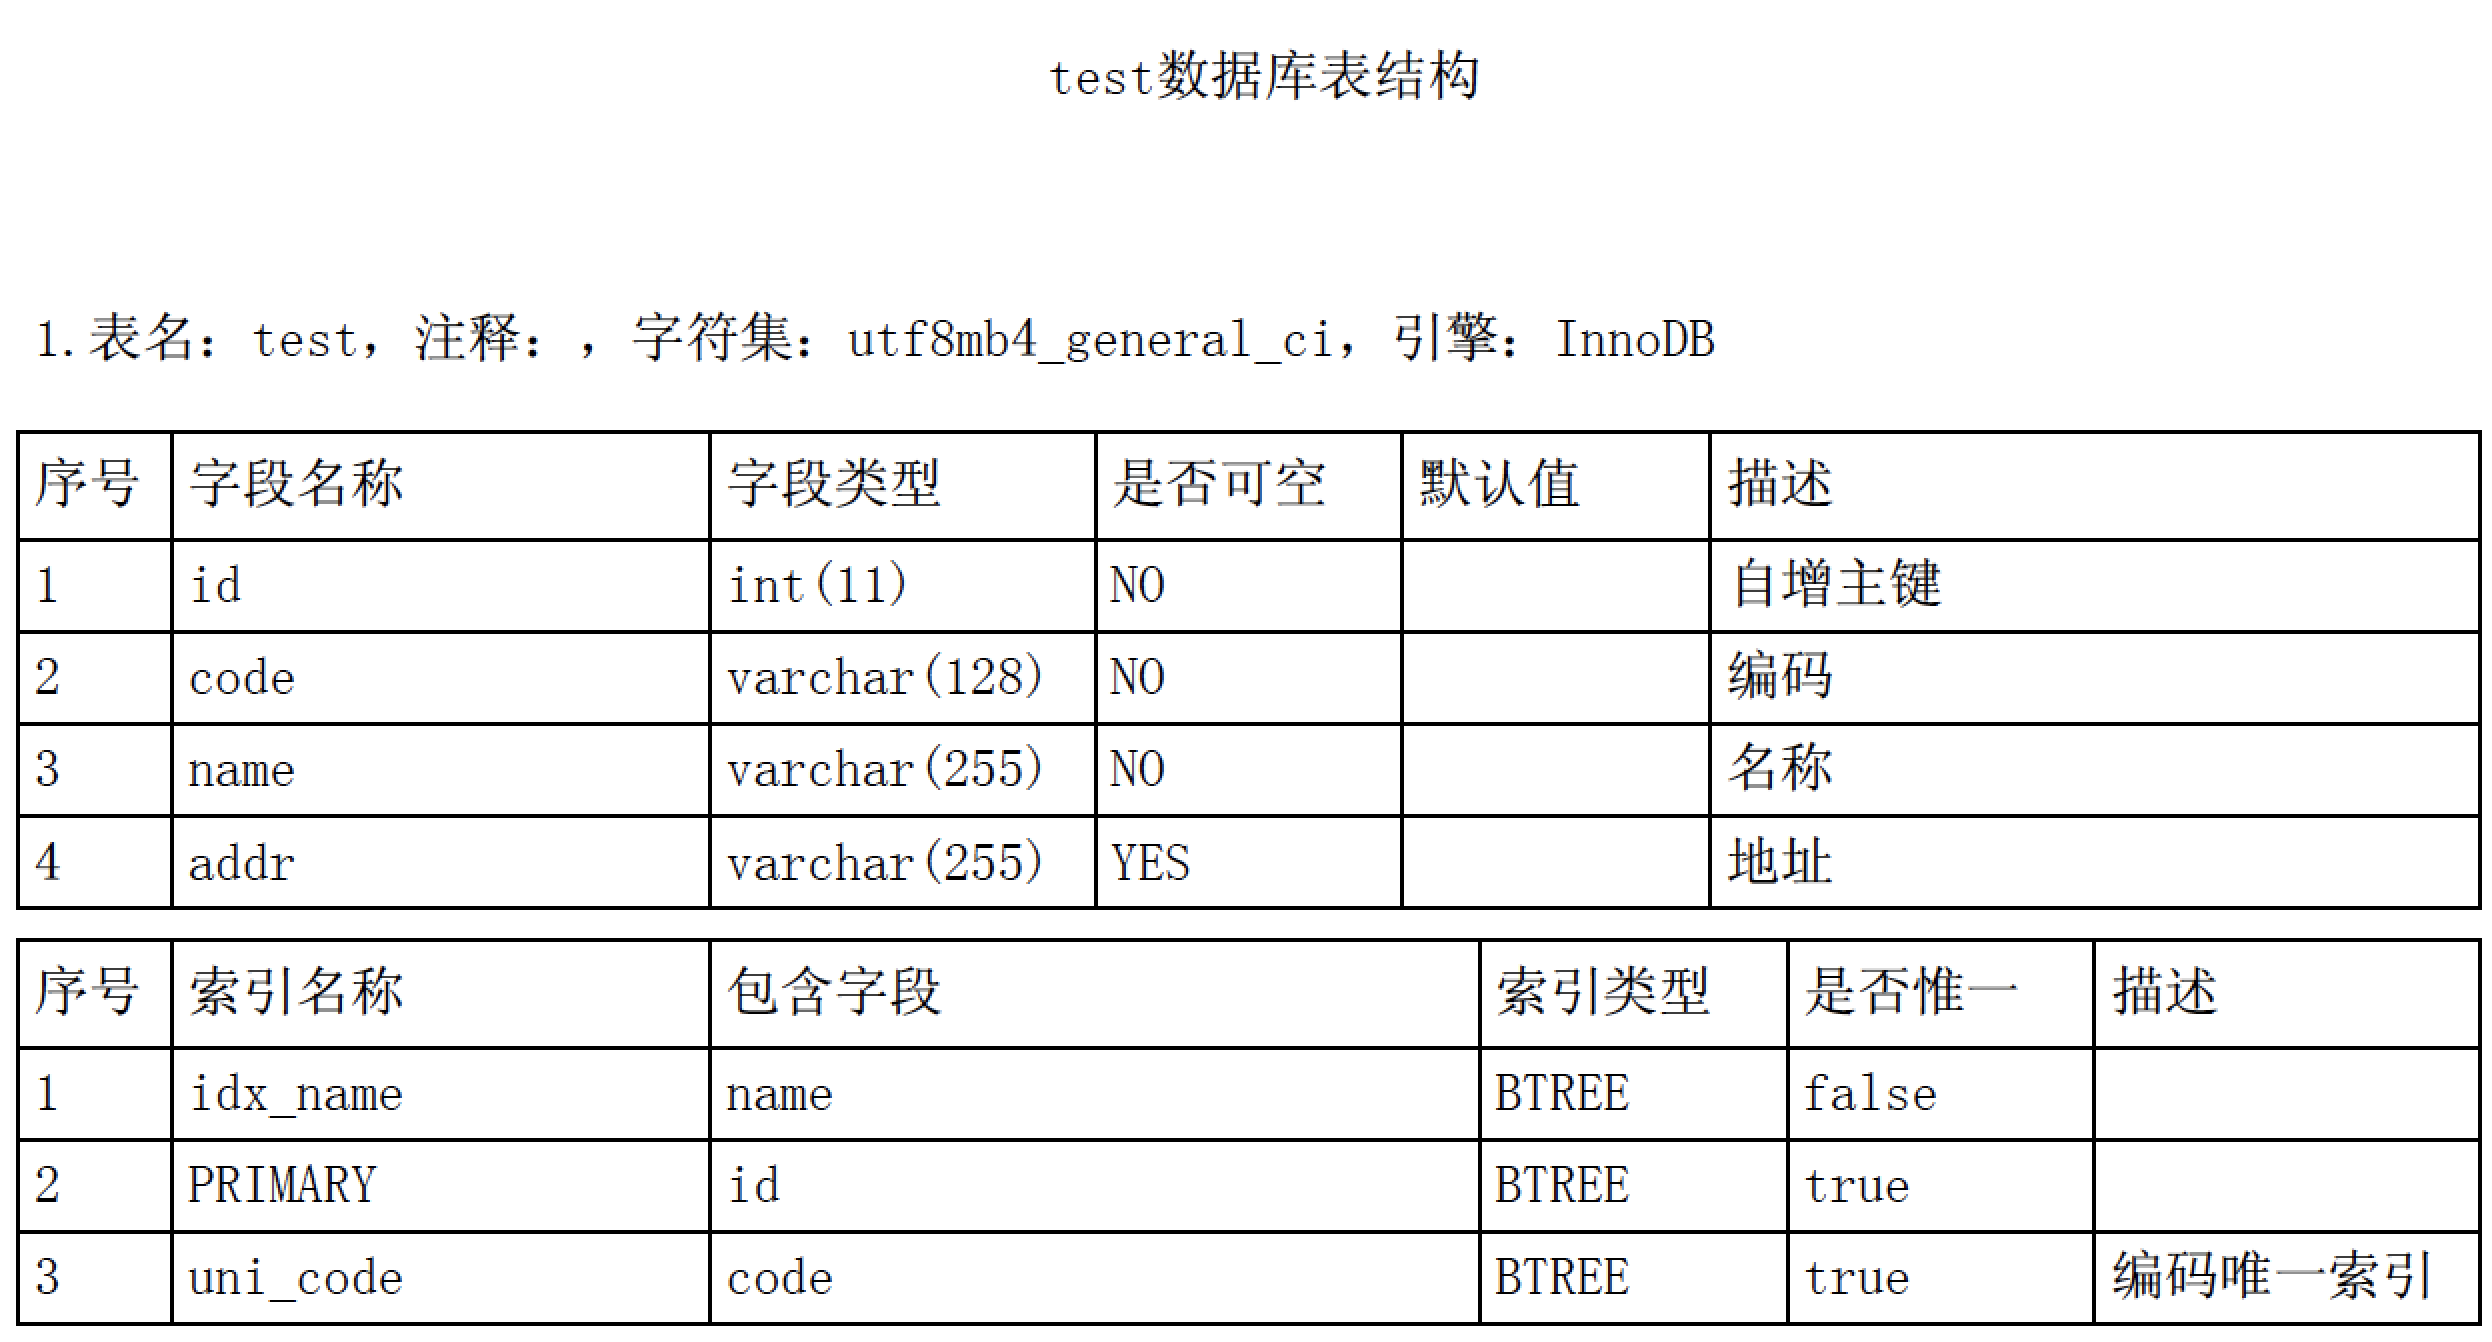 test数据库表结构
1.表名：test，注释：，字符集：utf8mb4_general_ci，引擎：InnoDB
序号 字段名称 字段类型 是否可空 默认值 描述
1 id int(11) NO 自增主键
2 code varchar(128) NO 编码
3 name varchar(255) NO 名称
4 addr varchar(255) YES 地址
序号 索引名称 包含字段 索引类型 是否惟一 描述
1 idx_name name BTREE false
2 PRIMARY id BTREE true
3 uni_code code BTREE true 编码唯一索引